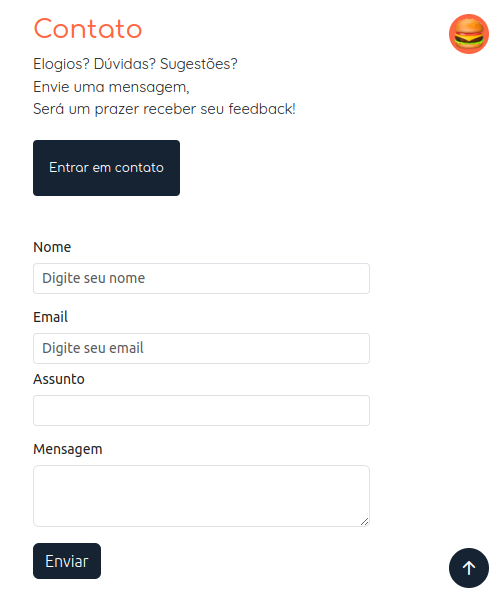 Contato
Elogios? Dúvidas? Sugestões?
Envie uma mensagem,
Será um prazer receber seu feedback!
Entrar em contato
Nome
Digite seu nome
Email
Digite seu email
Assunto
Mensagem
Enviar